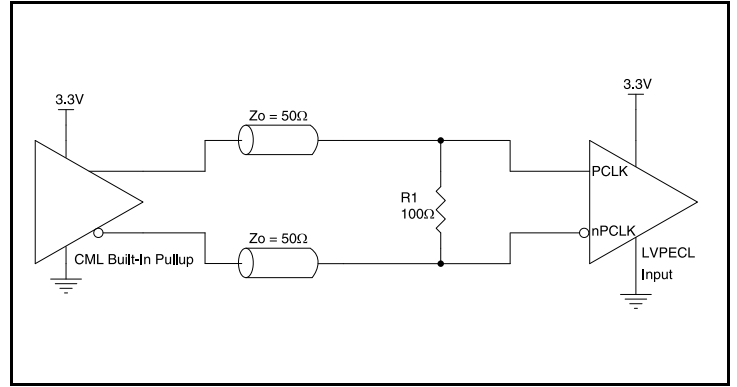 3.3V
3.3V
Zo = 50Ω
PCLK
R1
100Ω
nPCLK
Zo = 50Ω
CML Built-In Pullup
LVPECL
Input